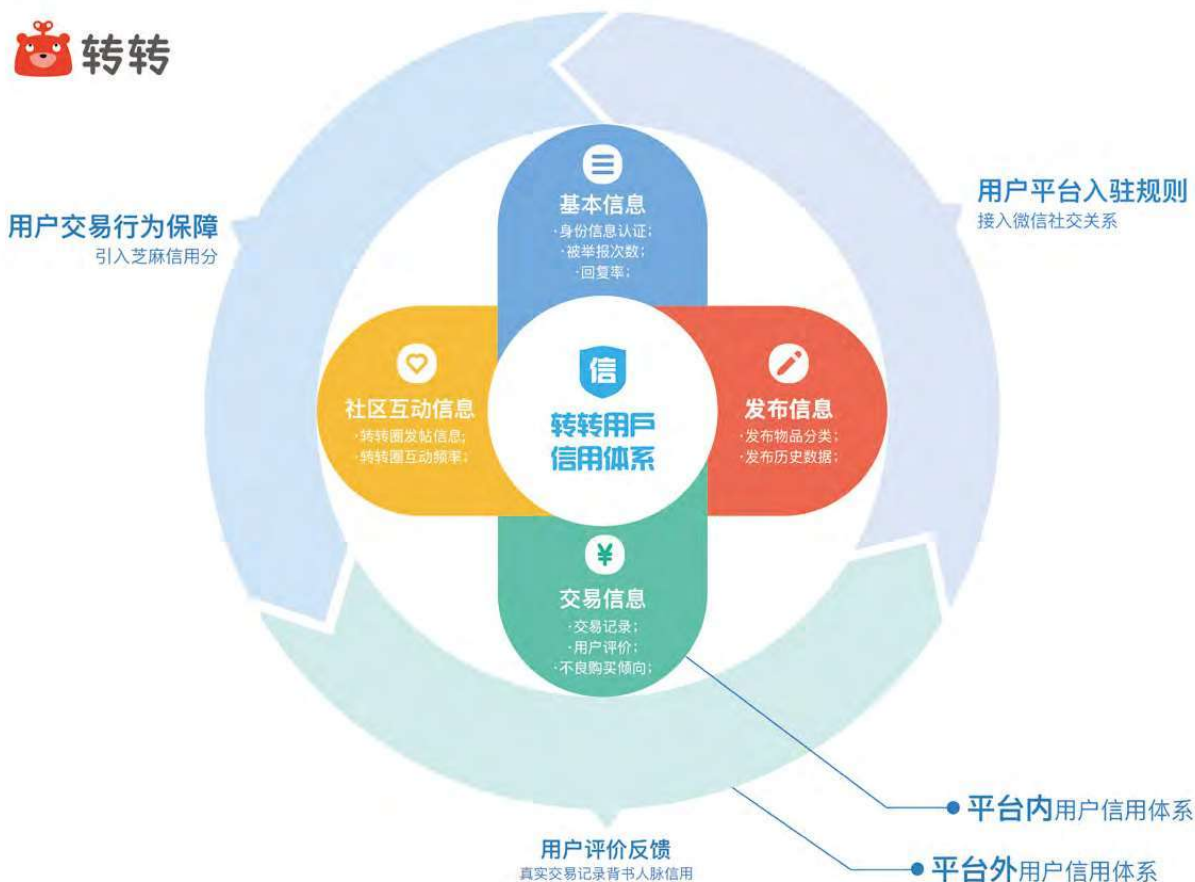 转转
用户平台入驻规则
接入微信社交关系
用户交易行为保障
引入芝麻信用分
基本信息
·身份信息认证;
·被举报次数;
·回复率;
社区互动信息
·转转圈发帖信息;
·转转圈互动频率;
信
转转用戶
信用体系
发布信息
·发布物品分类;
·发布历史数据;
¥
交易信息
·交易记录;
·用户评价;
·不良购买倾向;
平台内用户信用体系
用户评价反馈
真实交易记录背书人脉信用
平台外用户信用体系